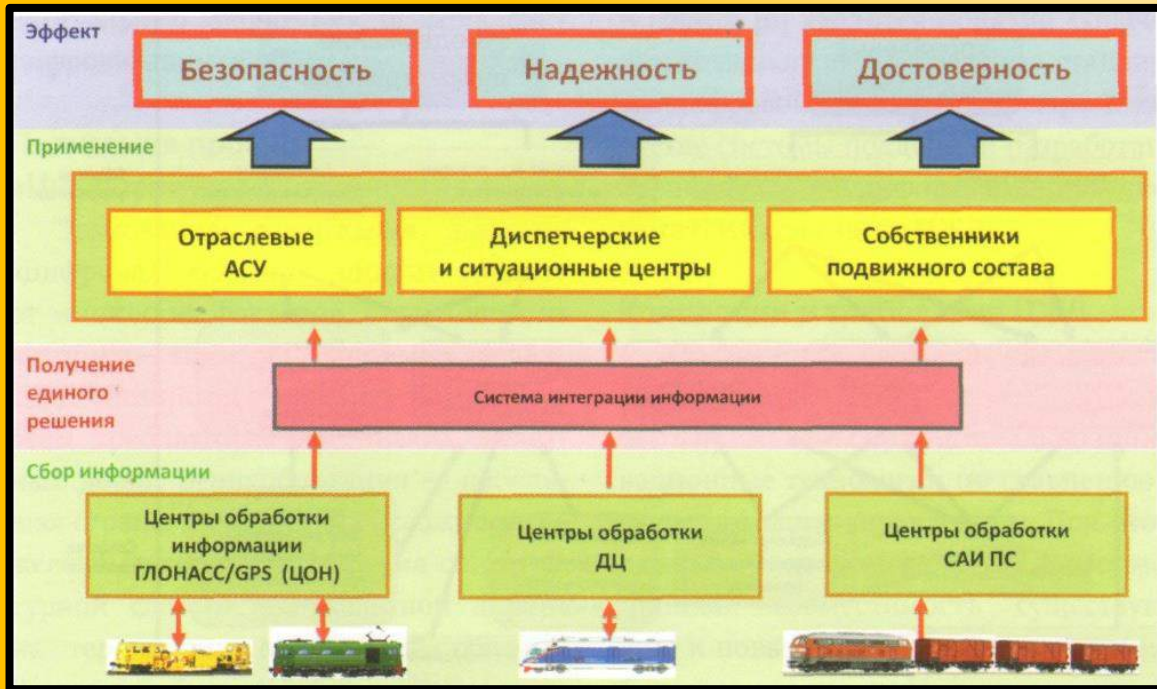 Эффект
Безопасность
Надежность
Достоверность
Применение
Отраслевые
АСУ
Диспетчерские
и ситуационные центры
Собственники
подвижного состава
Получение
единого
решения
Система интеграции информации
Сбор информации
Центры обработки
информации
ГЛОНАСС/GPS (ЦОН)
Центры обработки
ДЦ
Центры обработки
САИ ПС